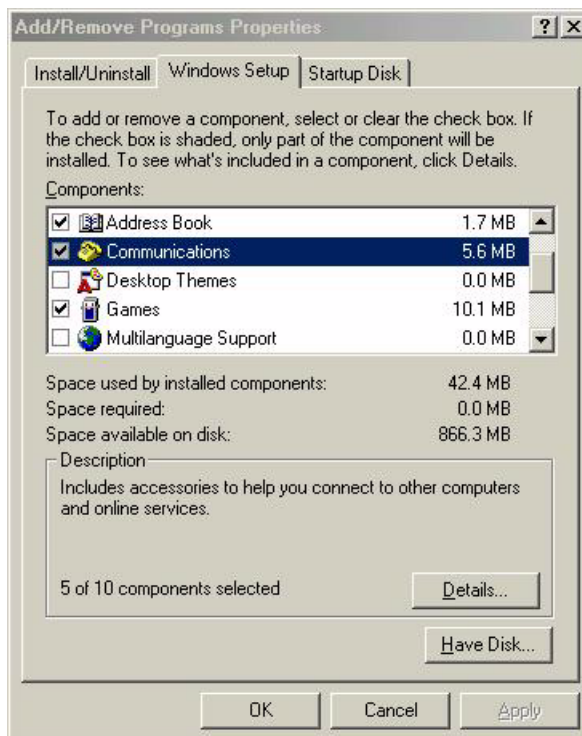 Add/Remove Programs Properties
Install/Uninstall Windows Setup Startup Disk
To add or remove a component, select or clear the check box. If
the check box is shaded, only part of the component will be
installed. To see what's included in a component, click Details.
Components:
Address Book 1.7 MB
Communications 5.6 MB
Desktop Themes 0.0 MB
Games 10.1 MB
Multilanguage Support 0.0 MB
Space used by installed components: 42.4 MB
Space required: 0.0 MB
Space available on disk: 866.3 MB
Description
Includes accessories to help you connect to other computers
and online services.
5 of 10 components selected Details...
Have Disk...
OK Cancel Apply